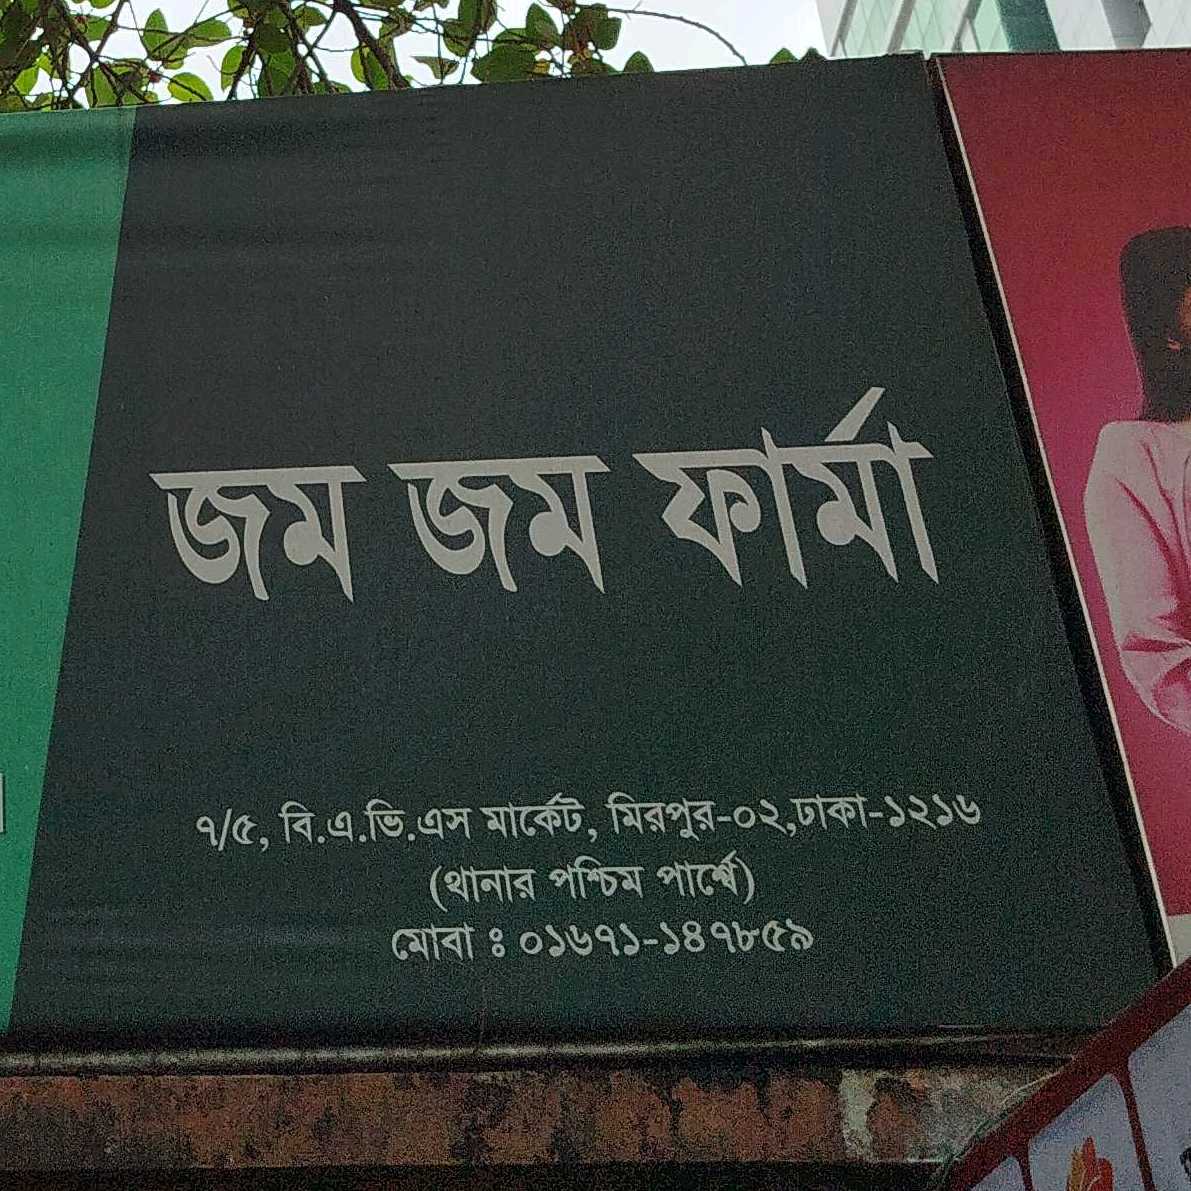 জম জম ফার্মা
৭/৫, বি.এ.ভি.এস মার্কেট, মিরপুর-০২,ঢাকা-১২১৬
(থানার পশ্চিম পার্শ্বে)
মোবা ঃ ০১৬৭১-১৪৭৮৫৯